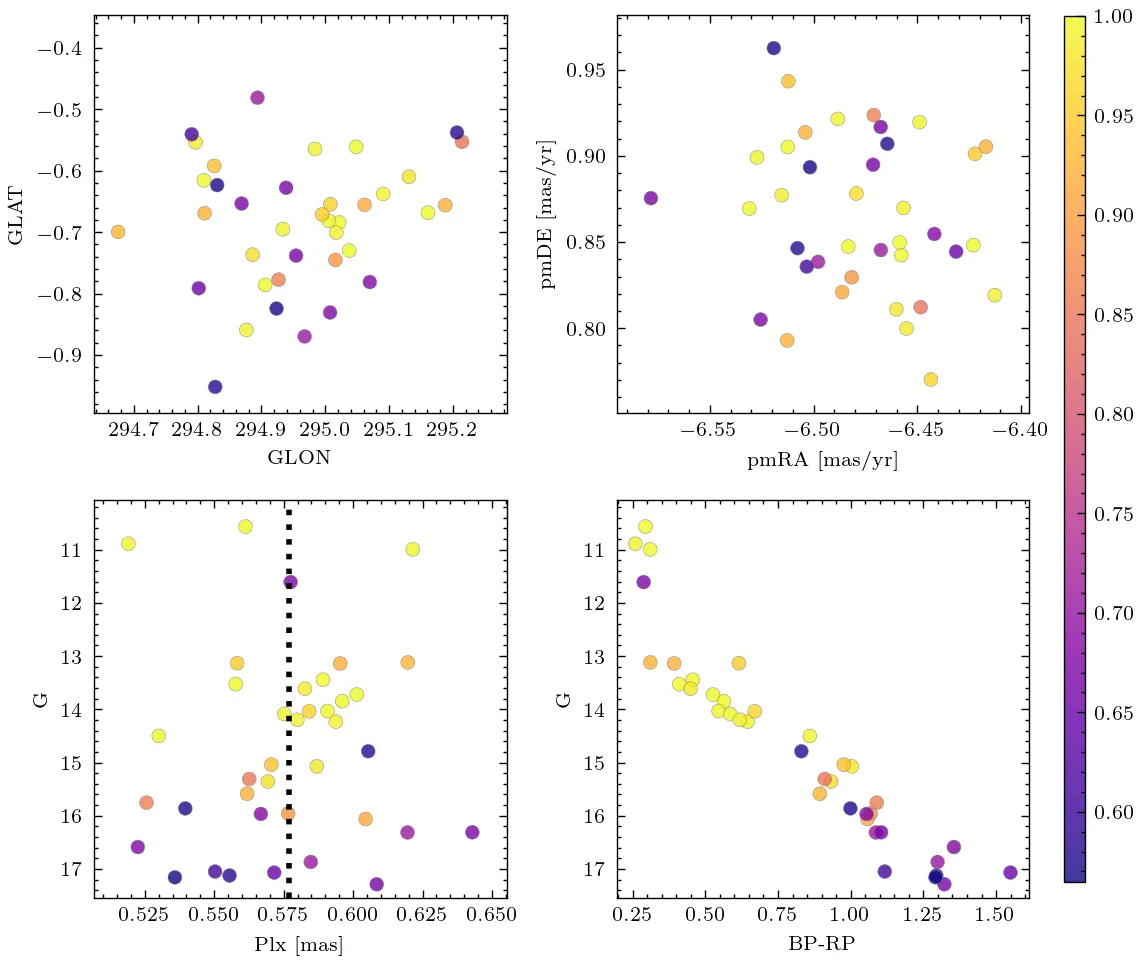 −0.4
−0.5
−0.6
−0.7
−0.8
−0.9
GLAT
294.7 294.8 294.9 295.0 295.1 295.2
GLON
0.95
0.90
0.85
0.80
pmDE [mas/yr]
−6.55 −6.50 −6.45 −6.40
pmRA [mas/yr]
11
12
13
14
15
16
17
G
0.525 0.550 0.575 0.600 0.625 0.650
Plx [mas]
11
12
13
14
15
16
17
G
0.25 0.50 0.75 1.00 1.25 1.50
BP-RP
1.00
0.95
0.90
0.85
0.80
0.75
0.70
0.65
0.60